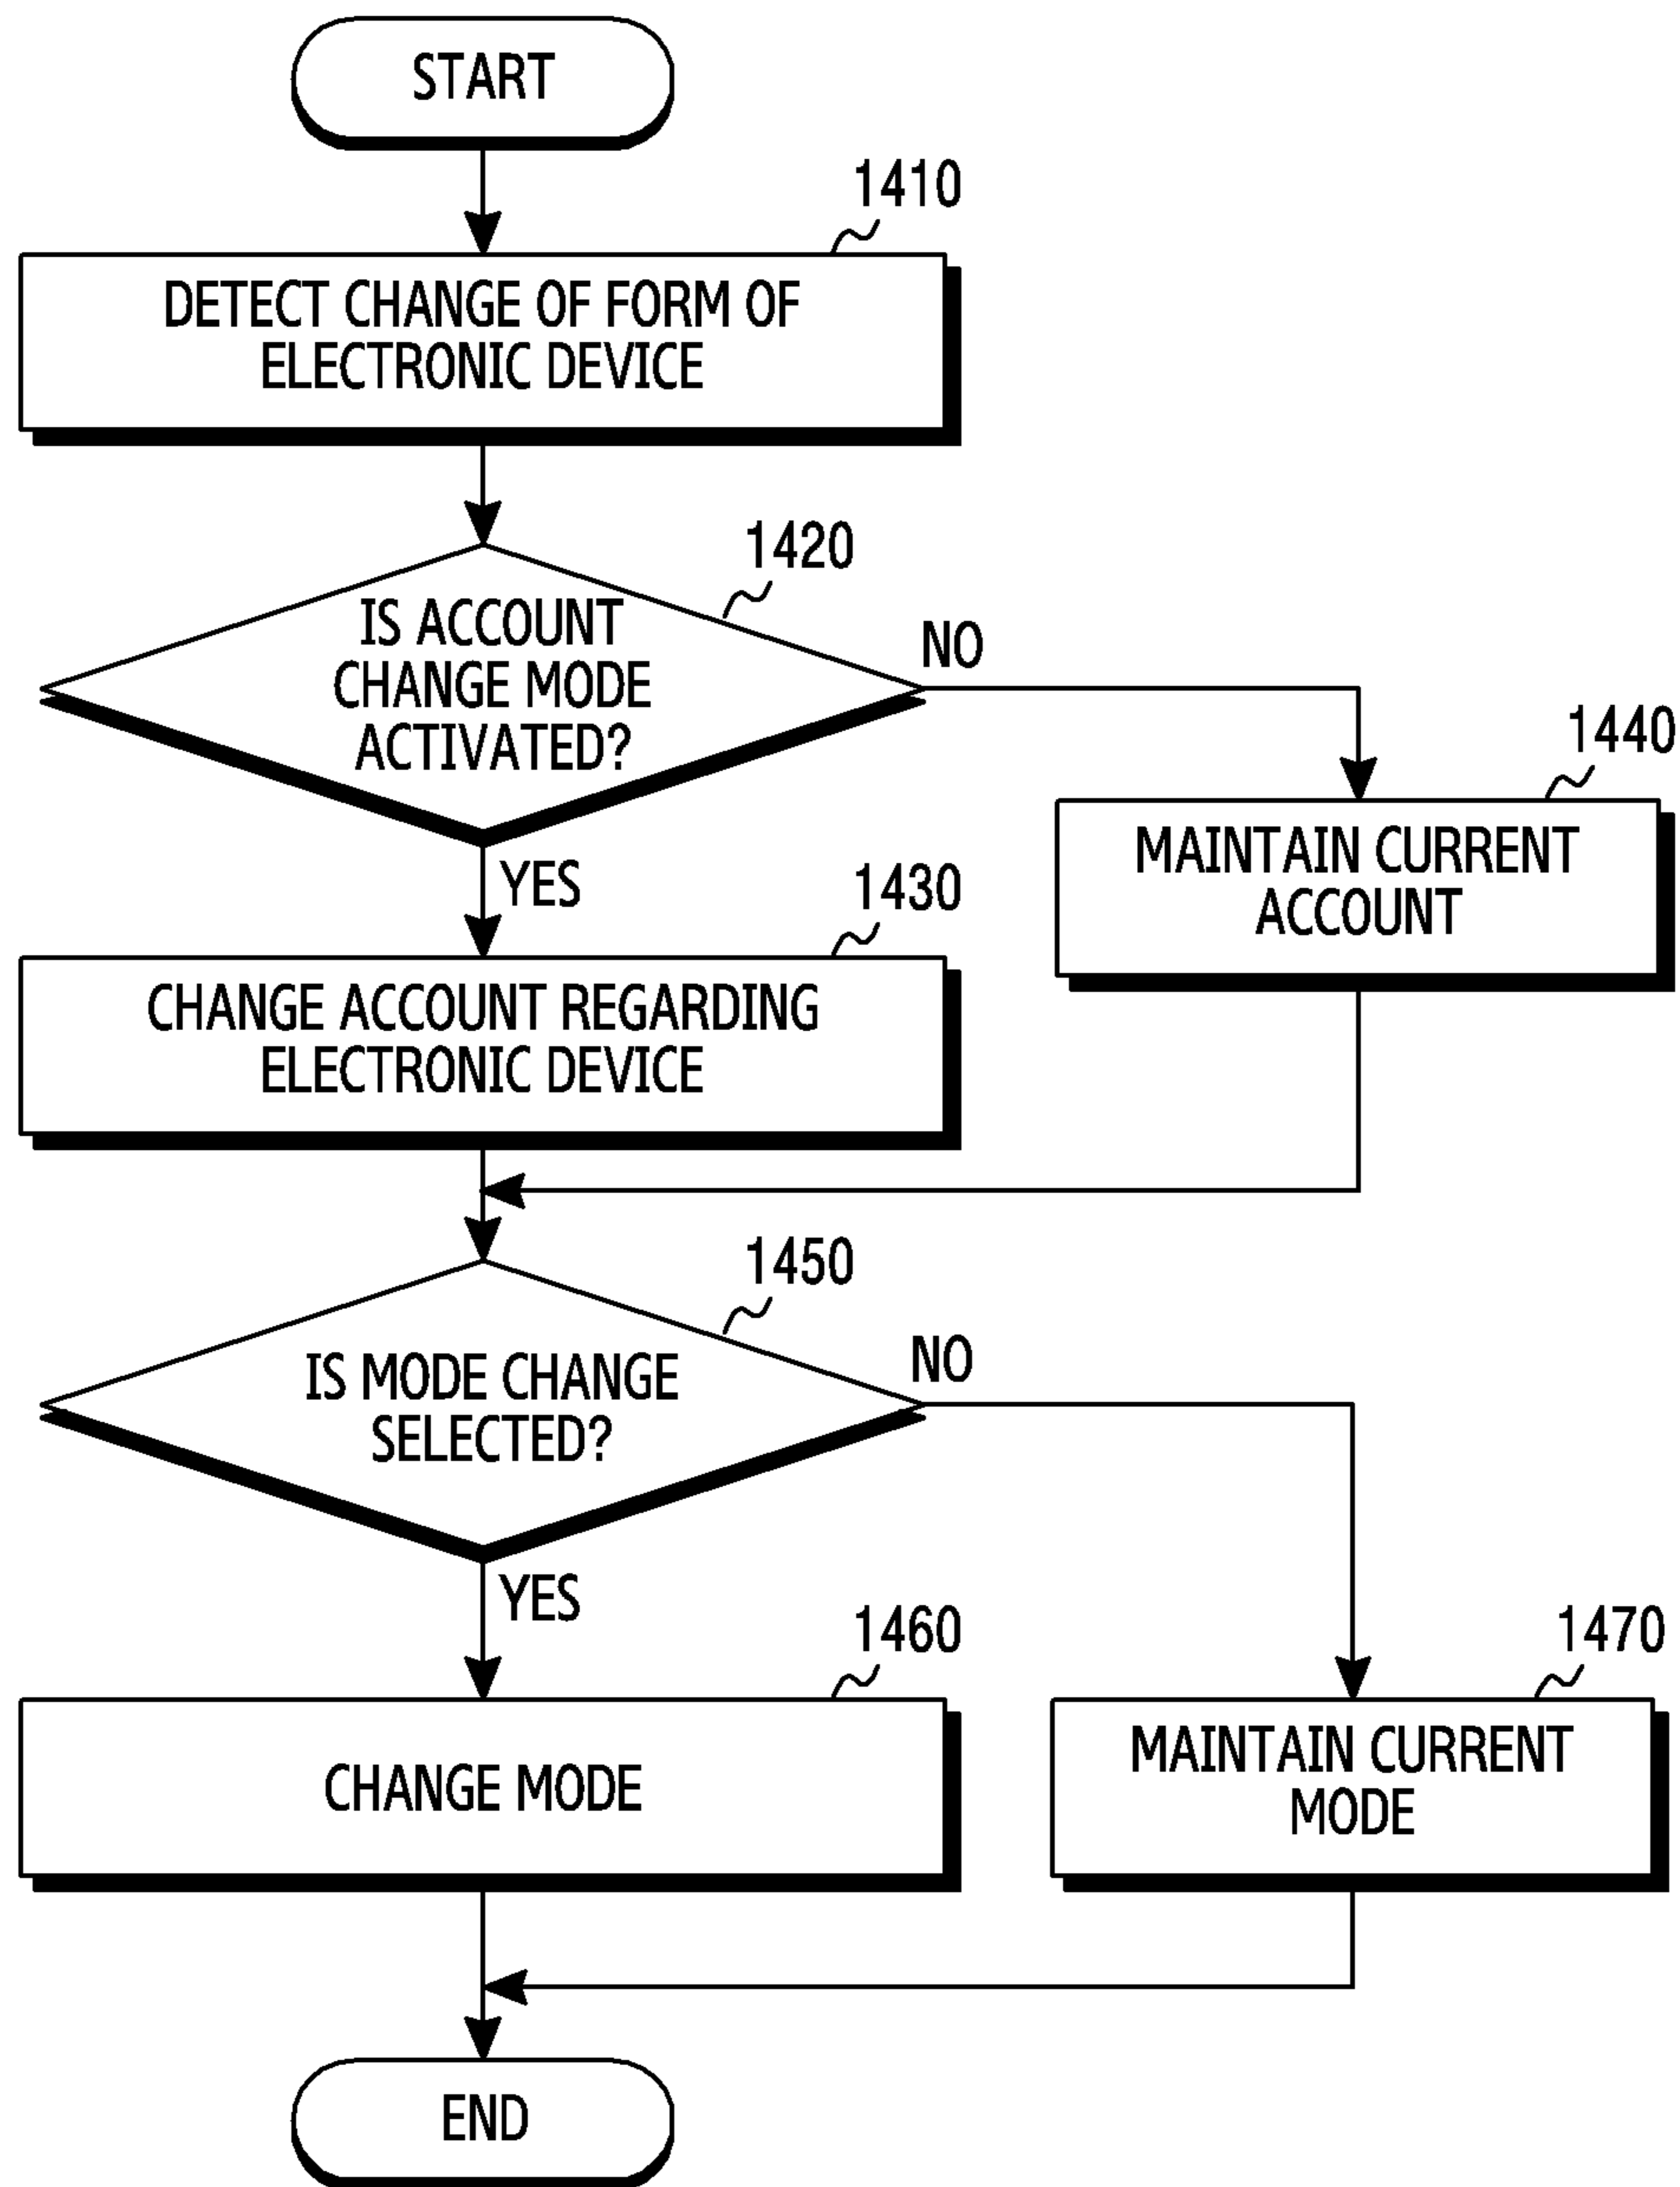 START
1410
DETECT CHANGE OF FORM OF
ELECTRONIC DEVICE
1420
IS ACCOUNT
CHANGE MODE
ACTIVATED?
NO
YES
1440
MAINTAIN CURRENT
ACCOUNT
1430
CHANGE ACCOUNT REGARDING
ELECTRONIC DEVICE
1450
IS MODE CHANGE
SELECTED?
NO
YES
1460
CHANGE MODE
1470
MAINTAIN CURRENT
MODE
END